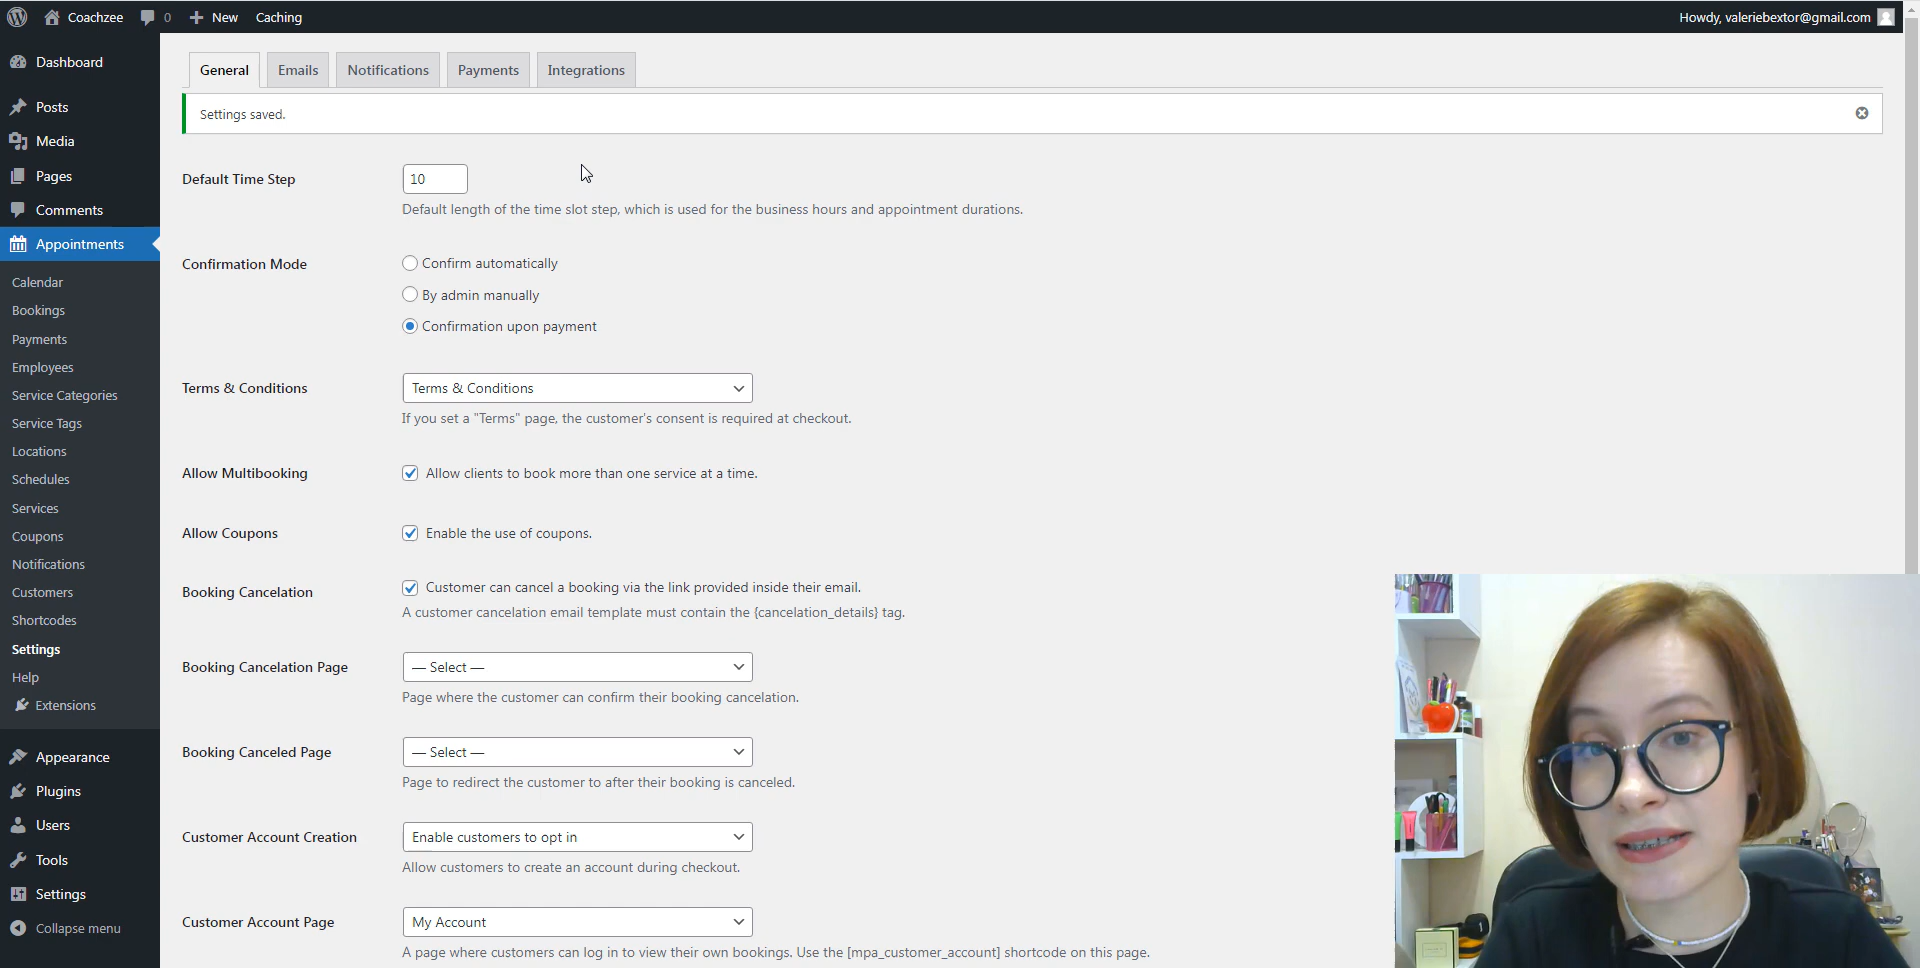 Coachzee
0
New
Caching
Howdy, valeriebextor@gmail.com
Dashboard
Posts
Media
Pages
Comments
Appointments
Calendar
Bookings
Payments
Employees
Service Categories
Service Tags
Locations
Schedules
Services
Coupons
Notifications
Customers
Shortcodes
Settings
Help
Extensions
Appearance
Plugins
Users
Tools
Settings
Collapse menu
General
Emails
Notifications
Payments
Integrations
Settings saved.
Default Time Step
10
Default length of the time slot step, which is used for the business hours and appointment durations.
Confirmation Mode
Confirm automatically
By admin manually
Confirmation upon payment
Terms & Conditions
Terms & Conditions
If you set a "Terms" page, the customer's consent is required at checkout.
Allow Multibooking
Allow clients to book more than one service at a time.
Allow Coupons
Enable the use of coupons.
Booking Cancelation
Customer can cancel a booking via the link provided inside their email.
A customer cancelation email template must contain the {cancelation_details} tag.
Booking Cancelation Page
— Select —
Page where the customer can confirm their booking cancelation.
Booking Canceled Page
— Select —
Page to redirect the customer to after their booking is canceled.
Customer Account Creation
Enable customers to opt in
Allow customers to create an account during checkout.
Customer Account Page
My Account
A page where customers can log in to view their own bookings. Use the [mpa_customer_account] shortcode on this page.